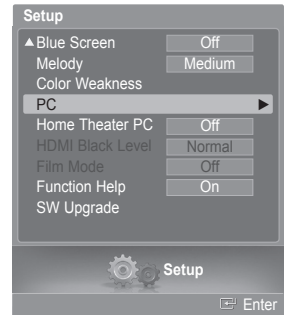 Setup
▲Blue Screen Off
Melody Medium
Color Weakness
PC ►
Home Theater PC Off
HDMI Black Level Normal
Film Mode Off
Function Help On
SW Upgrade
Setup
Enter